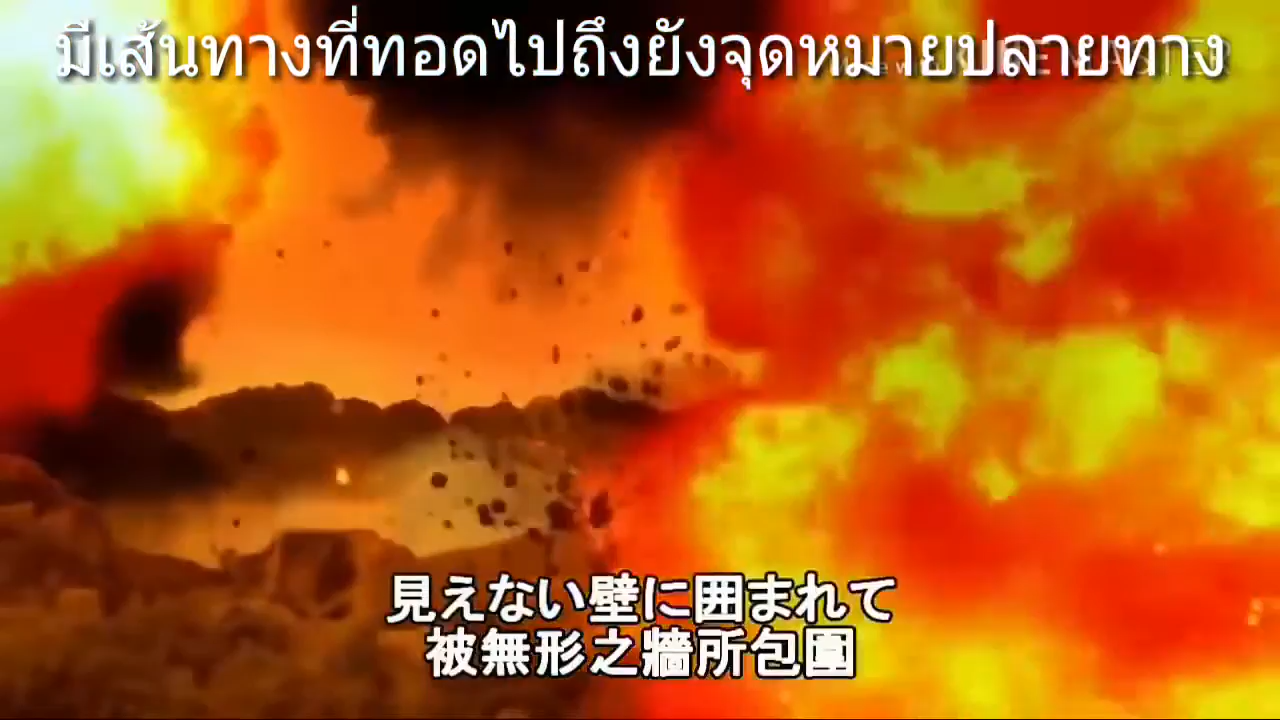 มีเส้นทางที่ทอดไปถึงยังจุดหมายปลายทาง
見えない壁に囲まれて
被無形之牆所包圍